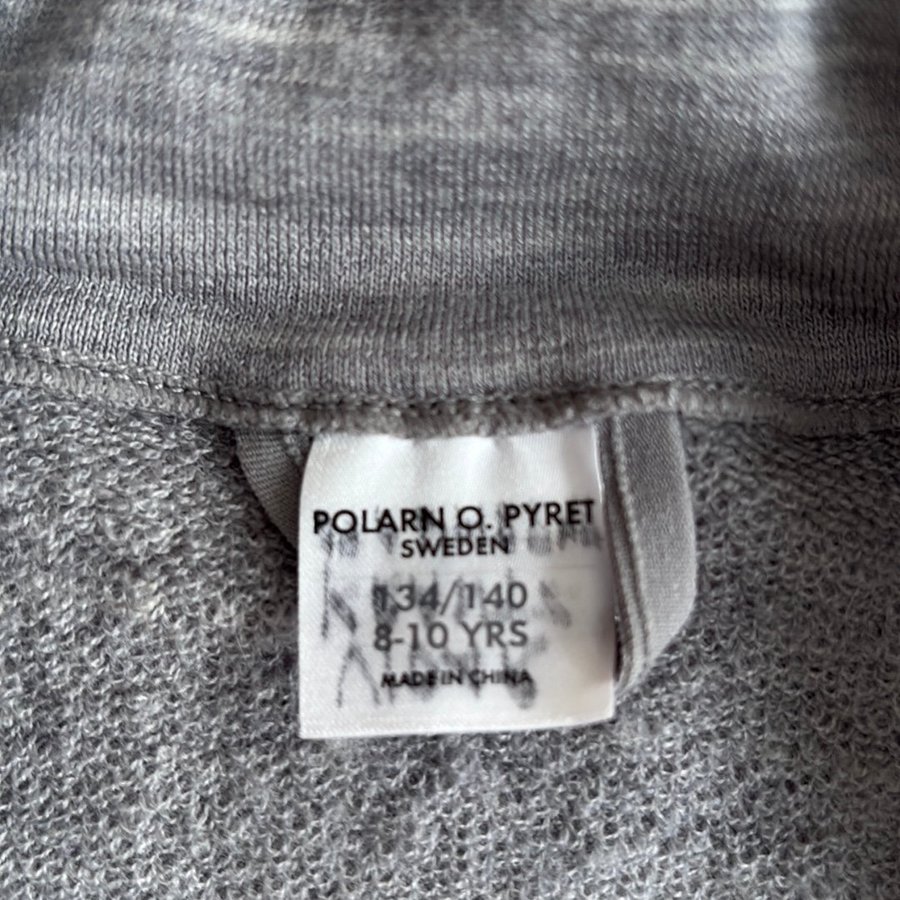 POLARN O. PYRET
SWEDEN
134/140
8-10 YRS
MADE IN CHINA